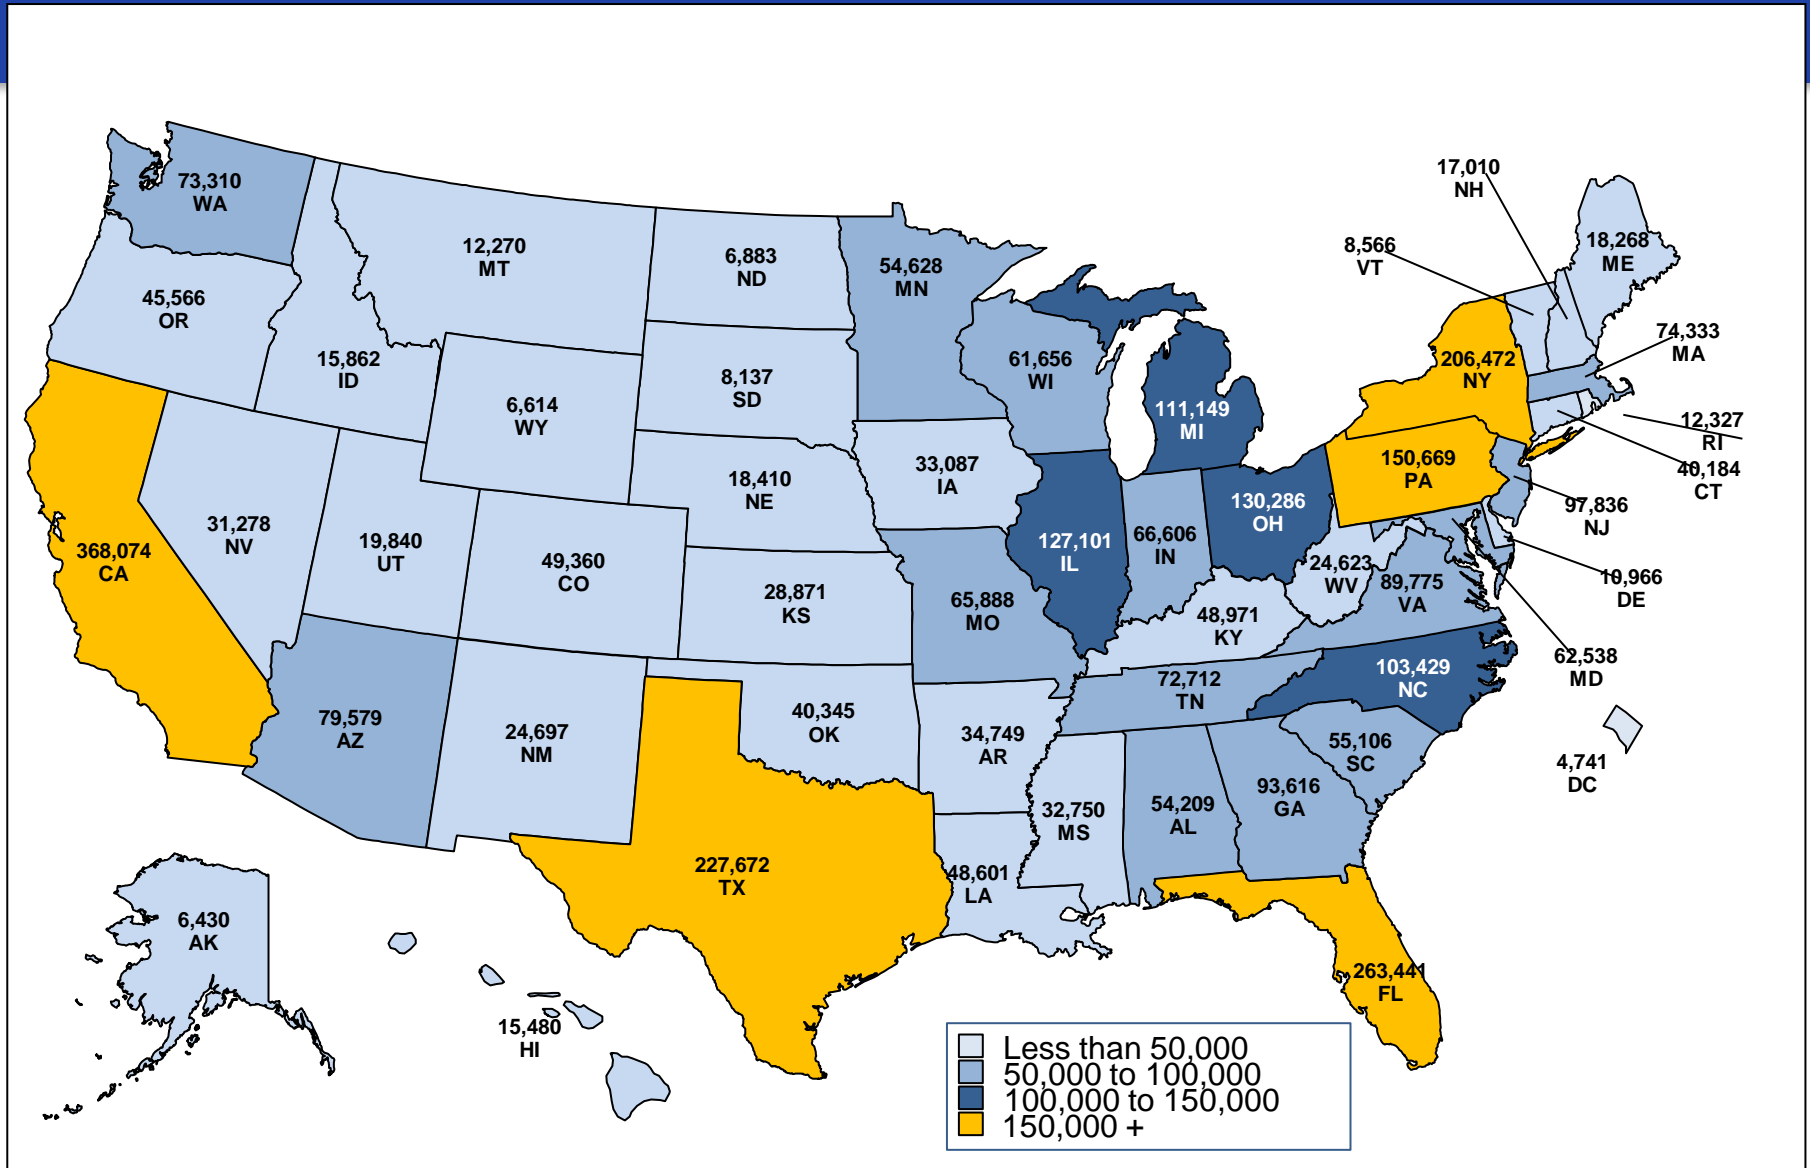 17,010
NH
73,310
WA
8,566
VT
18,268
ME
12,270
MT
6,883
ND
54,628
MN
45,566
OR
74,333
MA
15,862
ID
61,656
WI
206,472
NY
8,137
SD
6,614
WY
111,149
MI
12,327
RI
33,087
IA
150,669
PA
40,184
CT
18,410
NE
130,286
OH
97,836
NJ
31,278
NV
19,840
UT
127,101
IL
66,606
IN
368,074
CA
49,360
CO
24,623
WV
89,775
VA
10,966
DE
28,871
KS
65,888
MO
48,971
KY
62,538
MD
103,429
NC
72,712
TN
79,579
AZ
24,697
NM
40,345
OK
34,749
AR
55,106
SC
4,741
DC
93,616
GA
32,750
MS
54,209
AL
227,672
TX
48,601
LA
6,430
AK
263,441
FL
15,480
HI
Less than 50,000
50,000 to 100,000
100,000 to 150,000
150,000 +